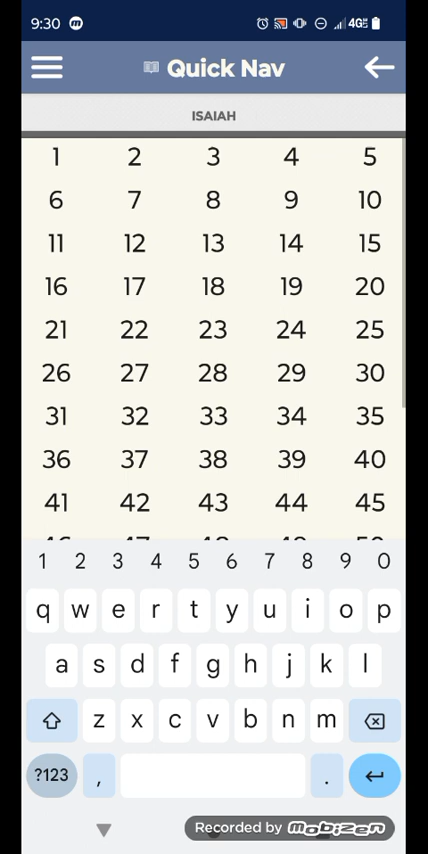 9:30 4G
Quick Nav
ISAIAH
1 2 3 4 5
6 7 8 9 10
11 12 13 14 15
16 17 18 19 20
21 22 23 24 25
26 27 28 29 30
31 32 33 34 35
36 37 38 39 40
41 42 43 44 45
1 2 3 4 5 6 7 8 9 0
q w e r t y u i o p
a s d f g h j k l
z x c v b n m
?123 , .
Recorded by mobizen